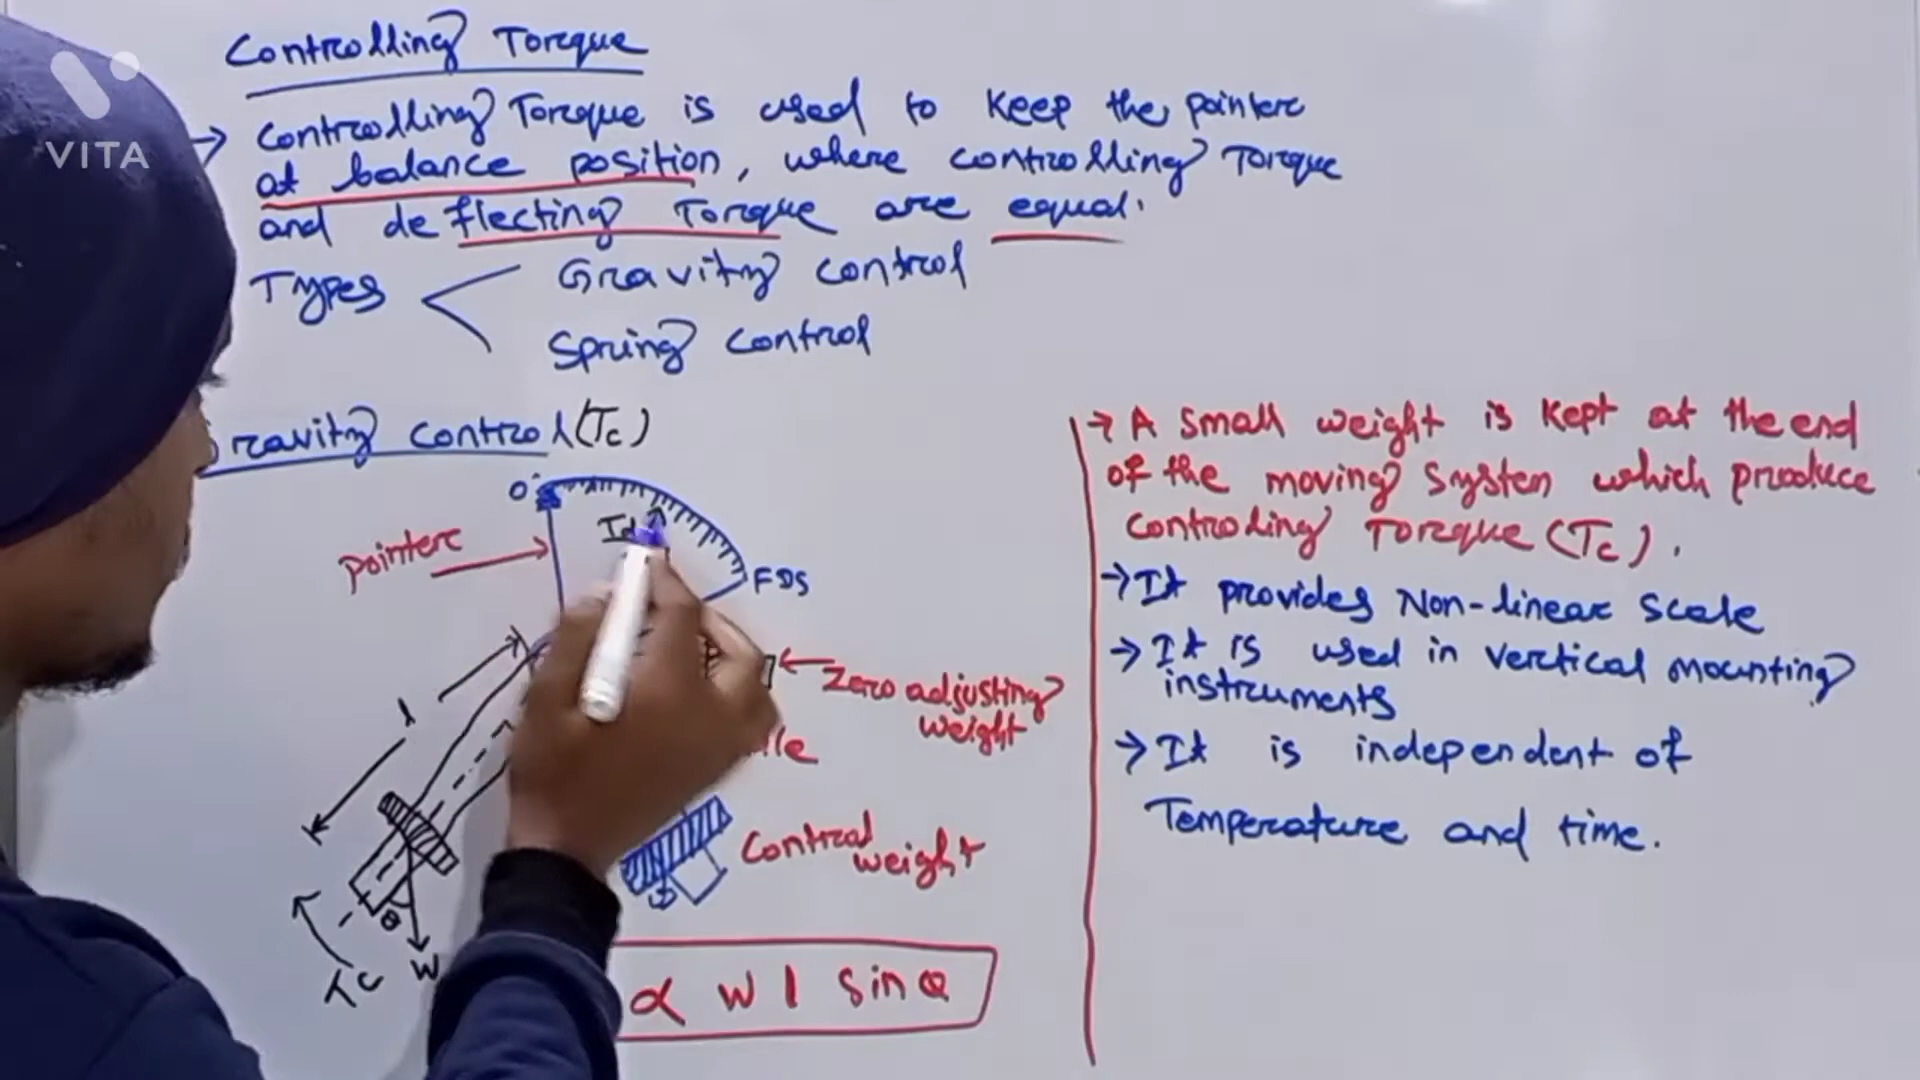 VITA
Controlling Torque
→ Controlling Torque is used to keep the pointer
at balance position, where controlling Torque
and deflecting Torque are equal.
Types
Gravity control
Spring control
ravity control (Tc)
0
Td
FDS
Pointer
Zero adjusting
weight
l
Control
weight
θ
Tc
W
∝ W l sin θ
→ A small weight is kept at the end
of the moving system which produce
controlling Torque (Tc).
→ It provides Non-linear scale
→ It is used in vertical mounting
instruments
→ It is independent of
Temperature and time.